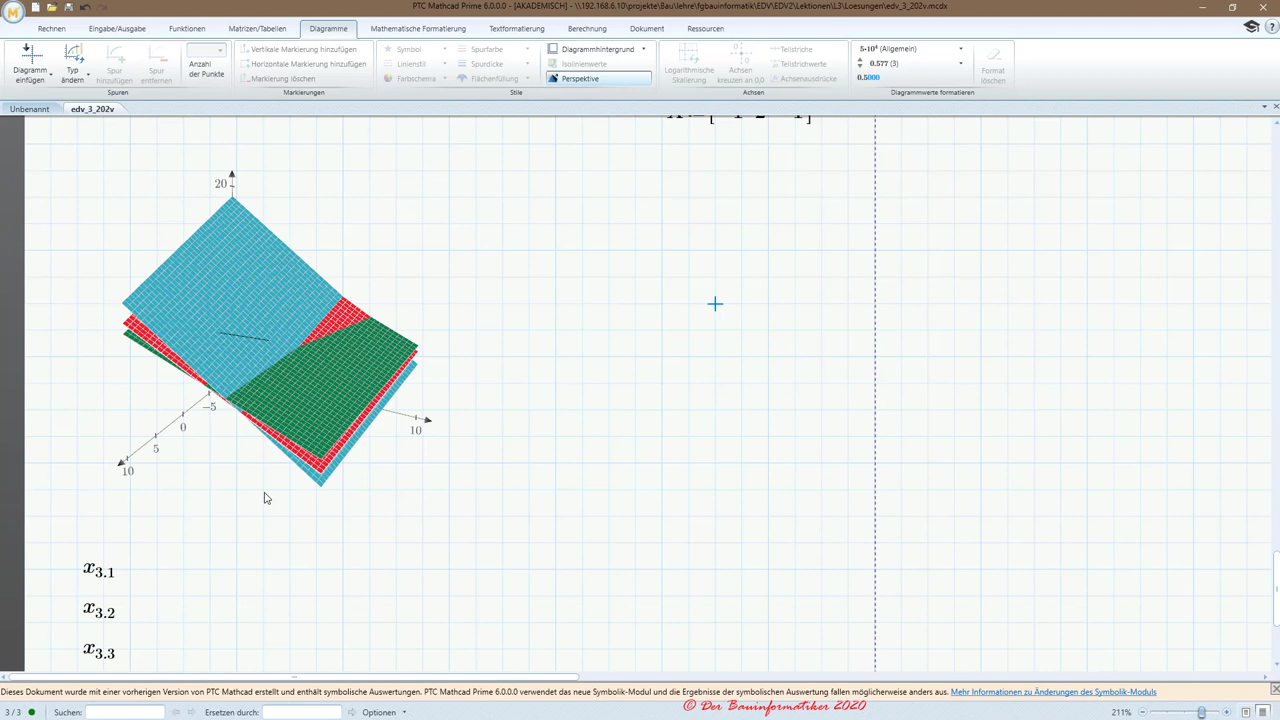 PTC Mathcad Prime 6.0.0.0 - [AKADEMISCH] - \\192.168.6.10\projekte\Bau\lehre\fgbauinformatik\EDV\EDV2\Lektionen\L3\Loesungen\edv_3_202v.mcdx
Rechnen Eingabe/Ausgabe Funktionen Matrizen/Tabellen Diagramme Mathematische Formatierung Textformatierung Berechnung Dokument Ressourcen
Diagramm einfügen
Typ ändern
Spur hinzufügen
Spur entfernen
Anzahl der Punkte
Spuren
Vertikale Markierung hinzufügen
Horizontale Markierung hinzufügen
Markierung löschen
Markierungen
Symbol
Linienstil
Farbschema
Spurfarbe
Spurdicke
Flächenfüllung
Diagrammhintergrund
Isolinienwerte
Perspektive
Stile
Logarithmische Skalierung
Achsen kreuzen an (0,0)
Teilstriche
Teilstrichwerte
Achsenausdrücke
Achsen
5•10⁴ (Allgemein)
0.577 (3)
0.5000
Format löschen
Diagrammwerte formatieren
Unbenannt edv_3_202v
20
−5
0
5
10
10
x3.1
x3.2
x3.3
Dieses Dokument wurde mit einer vorherigen Version von PTC Mathcad erstellt und enthält symbolische Auswertungen. PTC Mathcad Prime 6.0.0.0 verwendet das neue Symbolik-Modul und die Ergebnisse der symbolischen Auswertung fallen möglicherweise anders aus. Mehr Informationen zu Änderungen des Symbolik-Moduls
3 / 3 Suchen: Ersetzen durch: Optionen 211%
© Der Bauinformatiker 2020